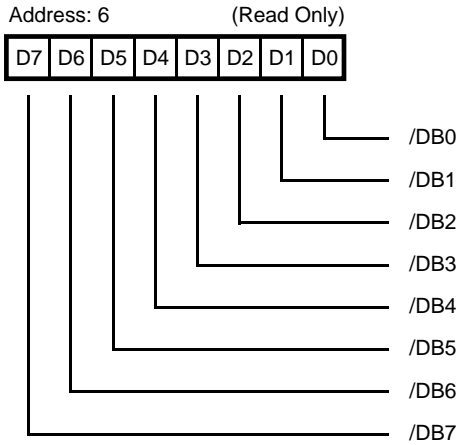 Address: 6 (Read Only)
D7 D6 D5 D4 D3 D2 D1 D0
/DB0
/DB1
/DB2
/DB3
/DB4
/DB5
/DB6
/DB7